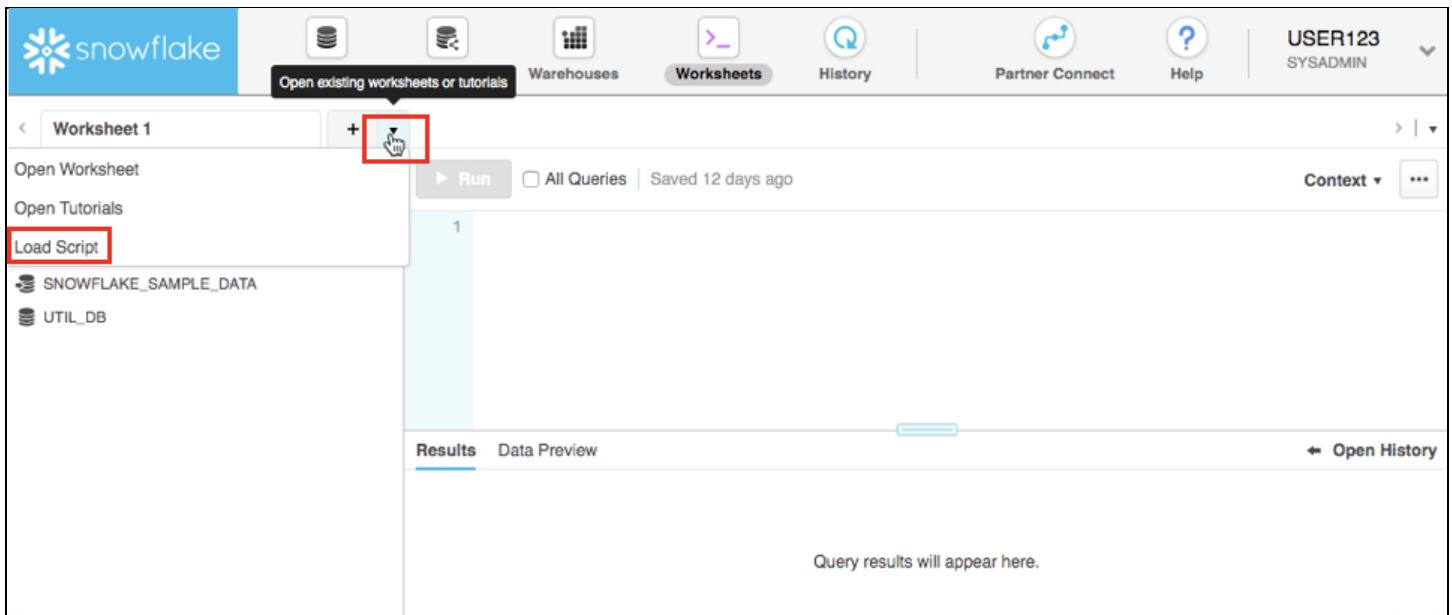 snowflake
Open existing worksheets or tutorials
Warehouses
Worksheets
History
Partner Connect
Help
USER123
SYSADMIN
Worksheet 1
+
Open Worksheet
Open Tutorials
Load Script
SNOWFLAKE_SAMPLE_DATA
UTIL_DB
Run
All Queries
Saved 12 days ago
Context
1
Results
Data Preview
Open History
Query results will appear here.